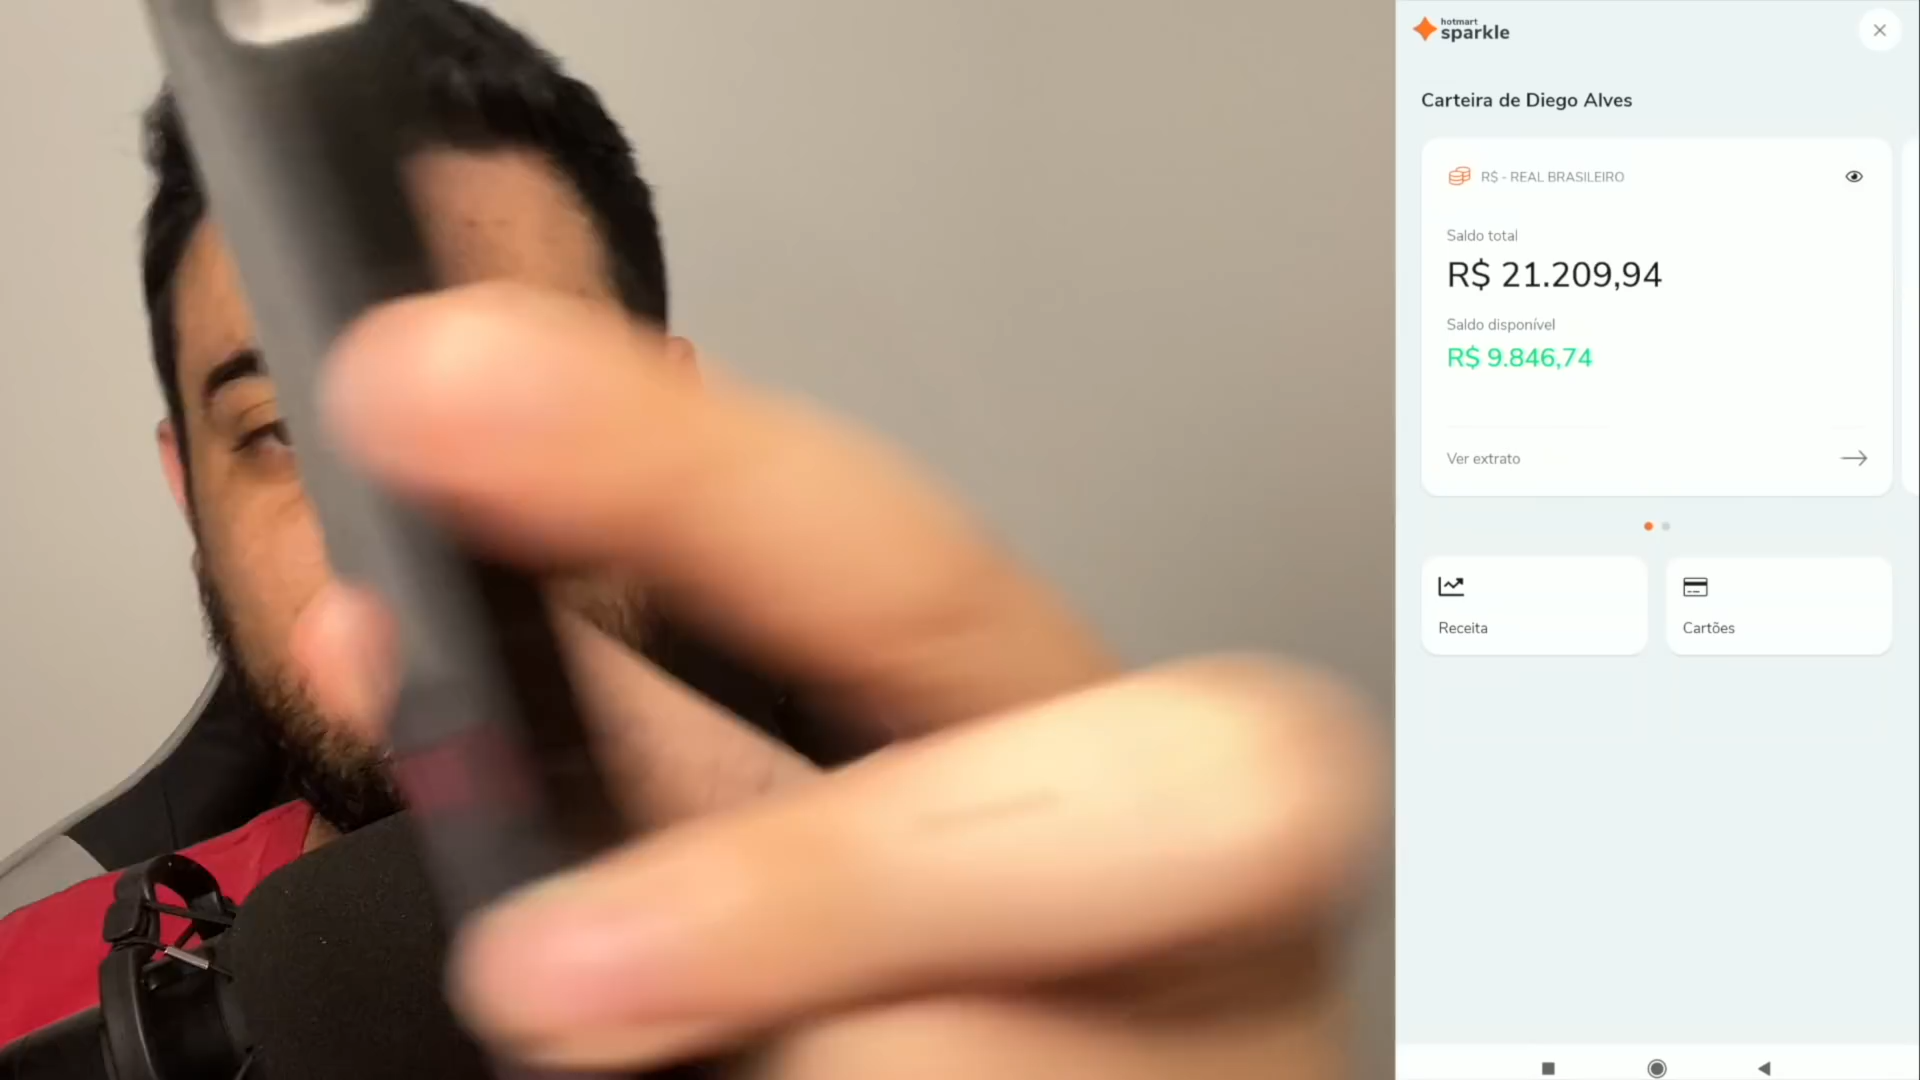 hotmart
sparkle
Carteira de Diego Alves
R$ - REAL BRASILEIRO
Saldo total
R$ 21.209,94
Saldo disponível
R$ 9.846,74
Ver extrato
Receita
Cartões